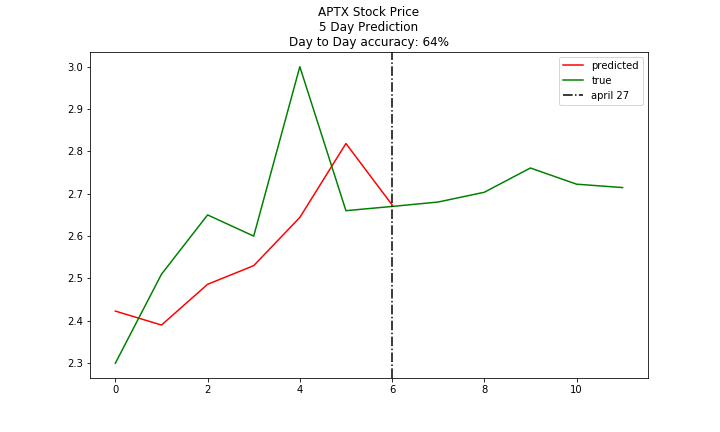 APTX Stock Price
5 Day Prediction
Day to Day accuracy: 64%
predicted
true
april 27
3.0
2.9
2.8
2.7
2.6
2.5
2.4
2.3
0 2 4 6 8 10